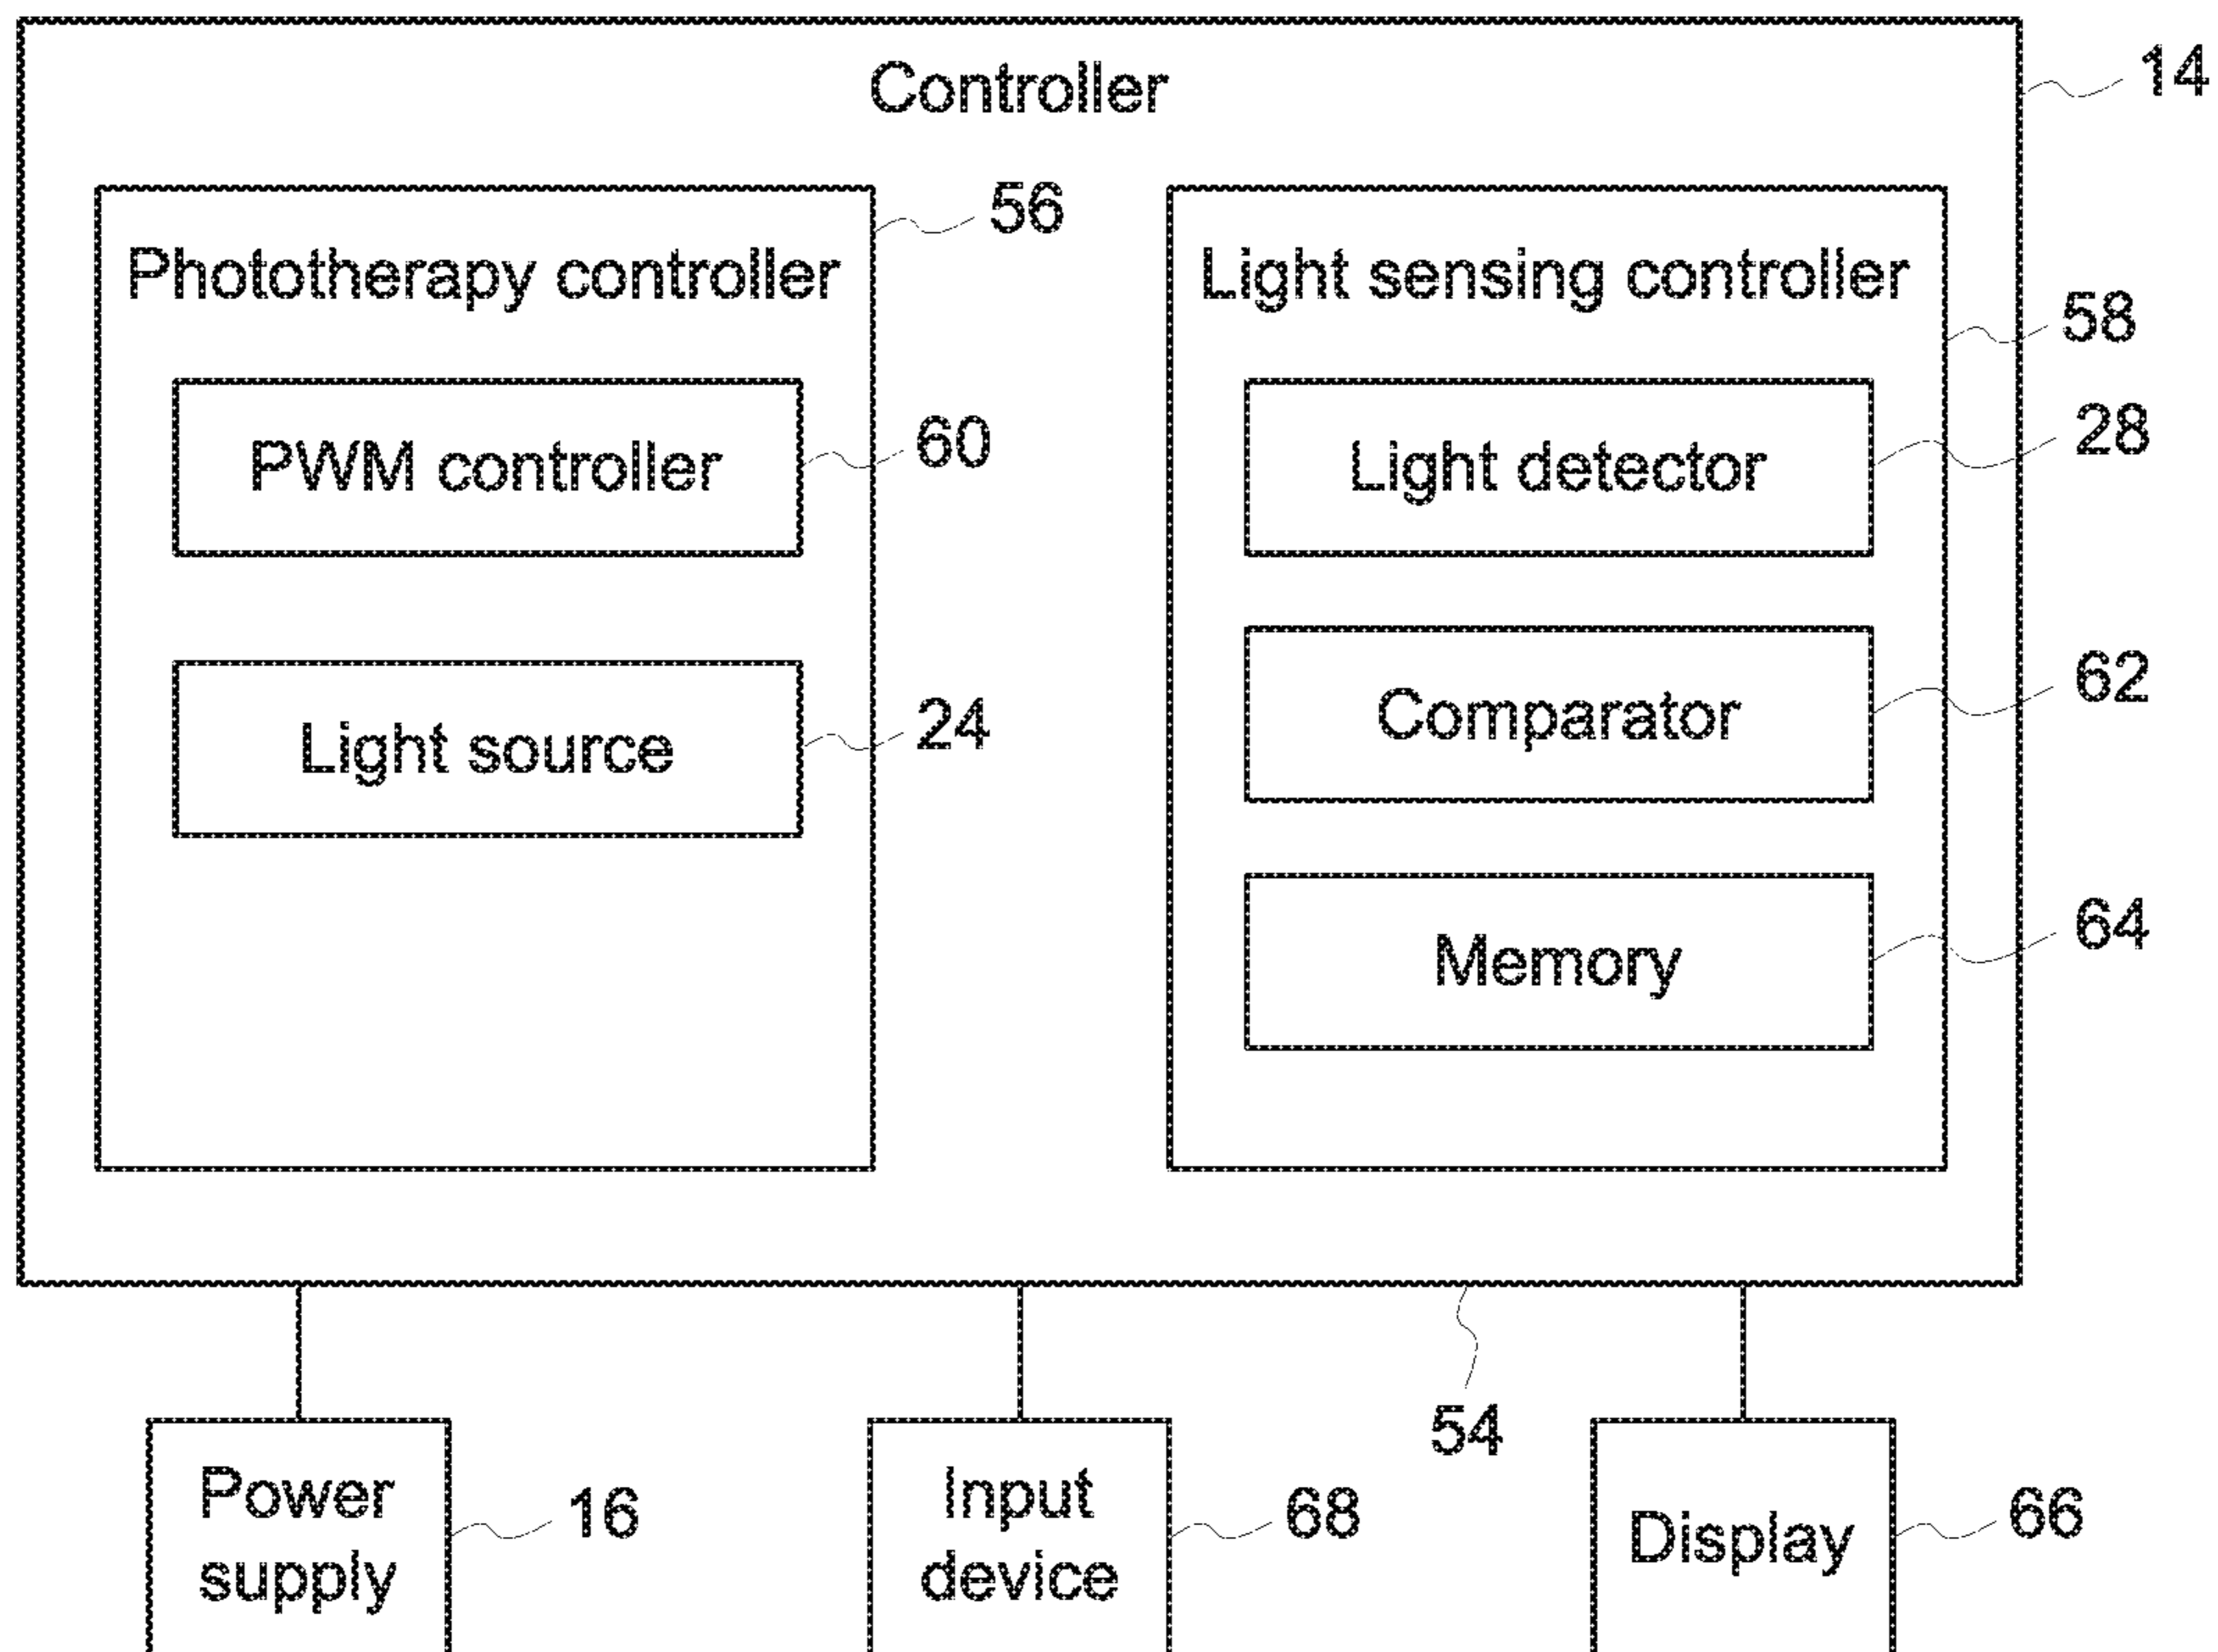 Controller
14
Phototherapy controller
56
PWM controller
60
Light source
24
Light sensing controller
58
Light detector
28
Comparator
62
Memory
64
54
Power
supply
16
Input
device
68
Display
66